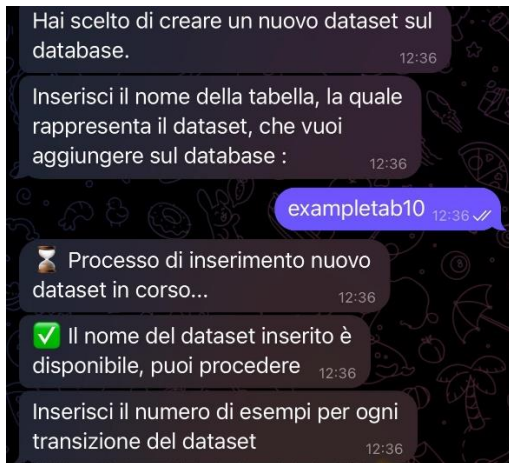 Hai scelto di creare un nuovo dataset sul
database.
12:36
Inserisci il nome della tabella, la quale
rappresenta il dataset, che vuoi
aggiungere sul database :
12:36
exampletab10 12:36
⏳ Processo di inserimento nuovo
dataset in corso...
12:36
✅ Il nome del dataset inserito è
disponibile, puoi procedere 12:36
Inserisci il numero di esempi per ogni
transizione del dataset
12:36